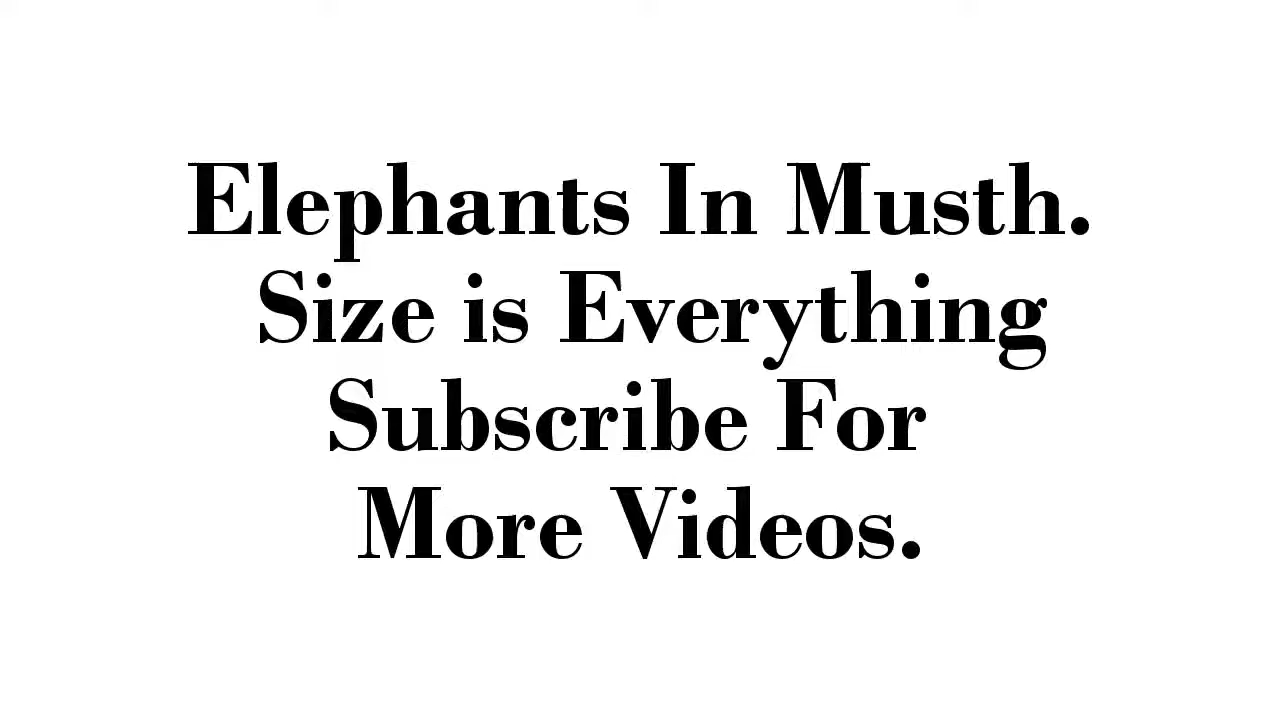 Elephants In Musth.
Size is Everything
Subscribe For
More Videos.